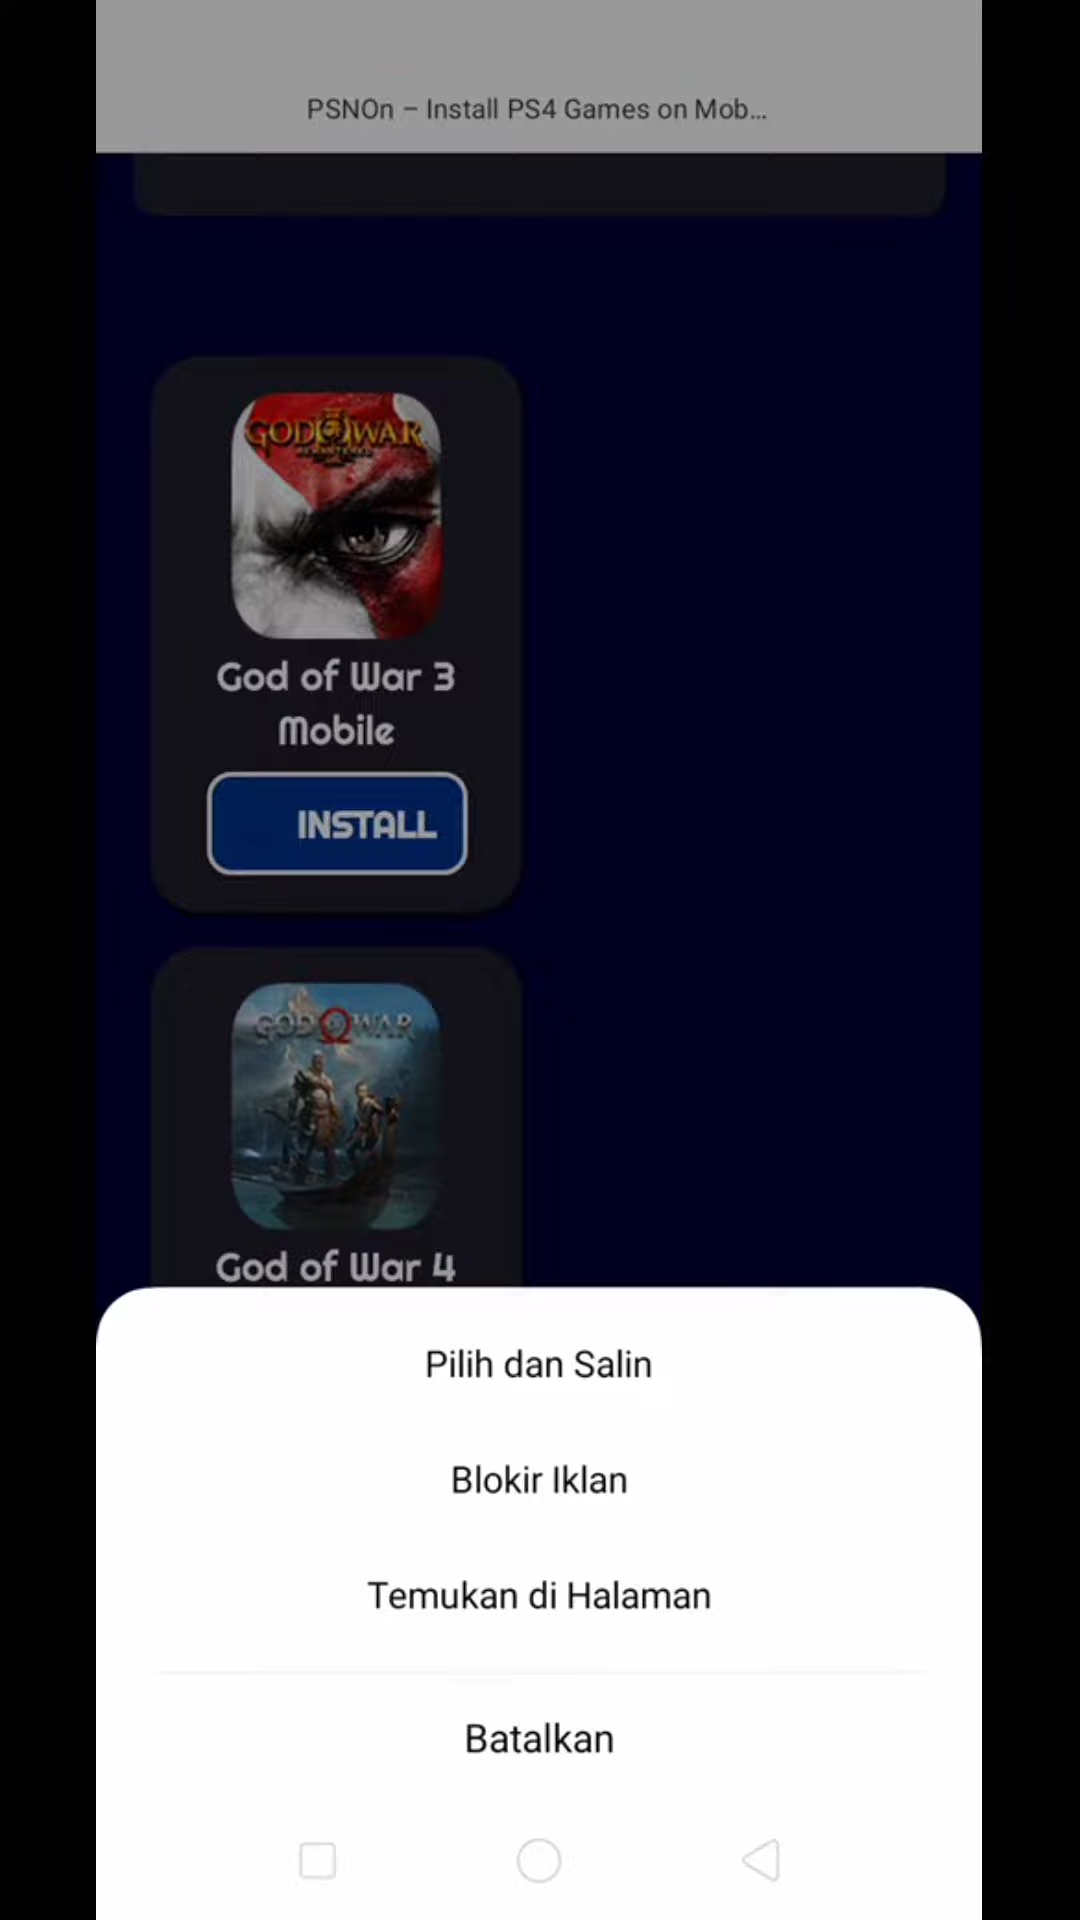 PSNOn – Install PS4 Games on Mob...
GOD OF WAR
REMASTERED
God of War 3
Mobile
INSTALL
GOD OF WAR
God of War 4
Pilih dan Salin
Blokir Iklan
Temukan di Halaman
Batalkan